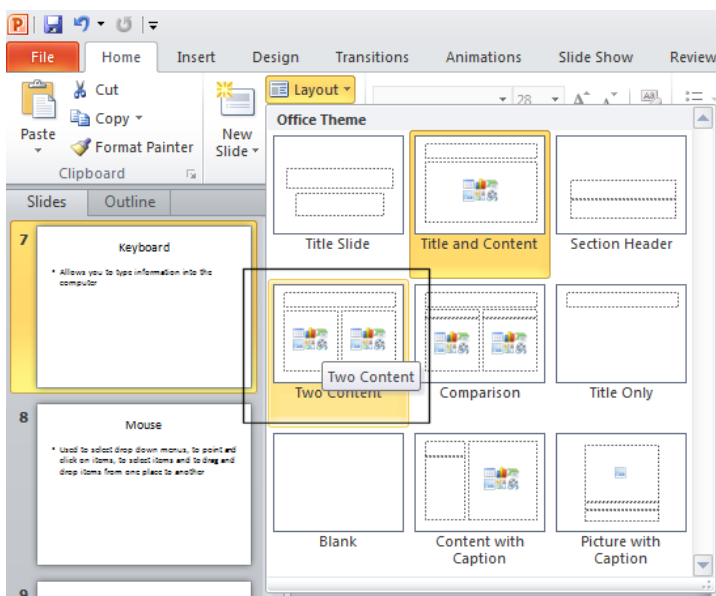 P
File Home Insert Design Transitions Animations Slide Show Review
Cut
Copy
Paste
Format Painter
Clipboard
New
Slide
Layout
28
Office Theme
Title Slide
Title and Content
Section Header
Two Content
Two Content
Comparison
Title Only
Blank
Content with
Caption
Picture with
Caption
Slides Outline
7
Keyboard
• Allows you to type information into the
computer
8
Mouse
• Used to select drop down menus, to point and
click on items, to select items and to drag and
drop items from one place to another
9